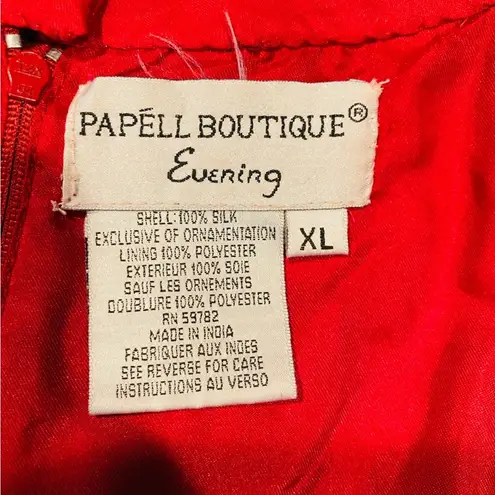 PAPÉLL BOUTIQUE®
Evening
SHELL: 100% SILK
EXCLUSIVE OF ORNAMENTATION
LINING 100% POLYESTER
EXTERIEUR 100% SOIE
SAUF LES ORNEMENTS
DOUBLURE 100% POLYESTER
RN 59782
MADE IN INDIA
FABRIQUER AUX INDES
SEE REVERSE FOR CARE
INSTRUCTIONS AU VERSO
XL